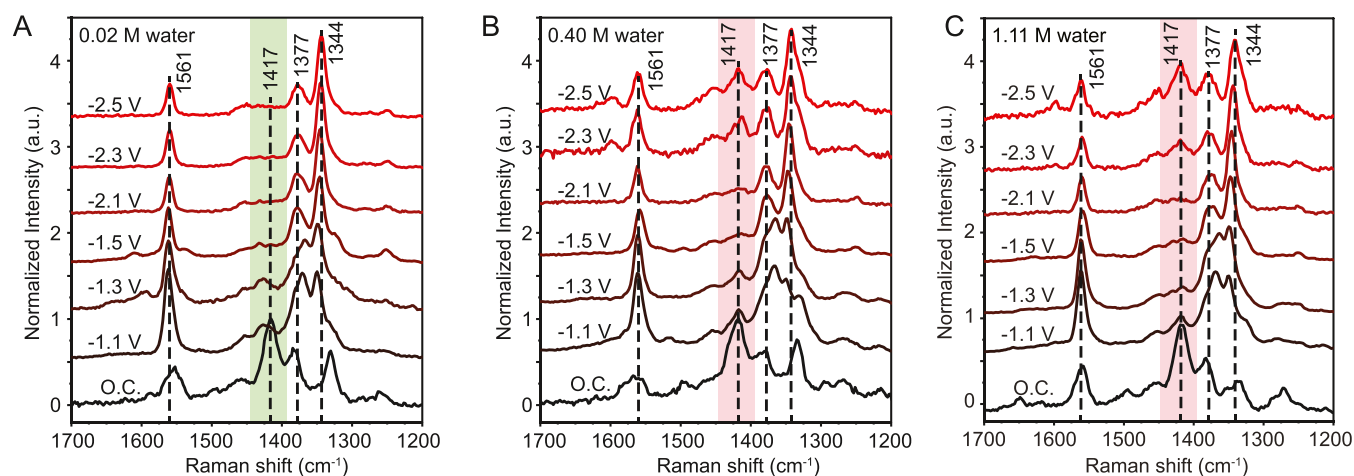 A
0.02 M water
1561
1417
1377
1344
-2.5 V
-2.3 V
-2.1 V
-1.5 V
-1.3 V
-1.1 V
O.C.
Normalized Intensity (a.u.)
4
3
2
1
0
1700 1600 1500 1400 1300 1200
Raman shift (cm⁻¹)
B
0.40 M water
1561
1417
1377
1344
-2.5 V
-2.3 V
-2.1 V
-1.5 V
-1.3 V
-1.1 V
O.C.
Normalized Intensity (a.u.)
4
3
2
1
0
1700 1600 1500 1400 1300 1200
Raman shift (cm⁻¹)
C
1.11 M water
1561
1417
1377
1344
-2.5 V
-2.3 V
-2.1 V
-1.5 V
-1.3 V
-1.1 V
O.C.
Normalized Intensity (a.u.)
4
3
2
1
0
1700 1600 1500 1400 1300 1200
Raman shift (cm⁻¹)